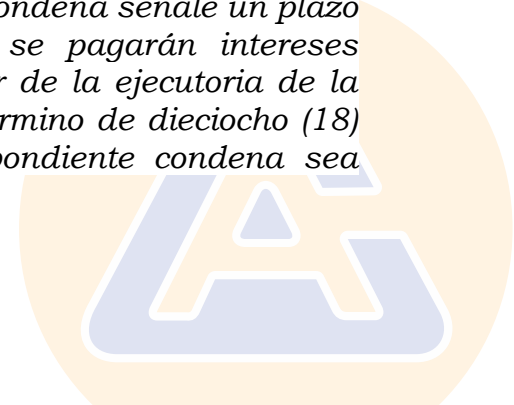 ondena señale un plazo
se pagarán intereses
r de la ejecutoria de la
rmino de dieciocho (18)
pondiente condena sea